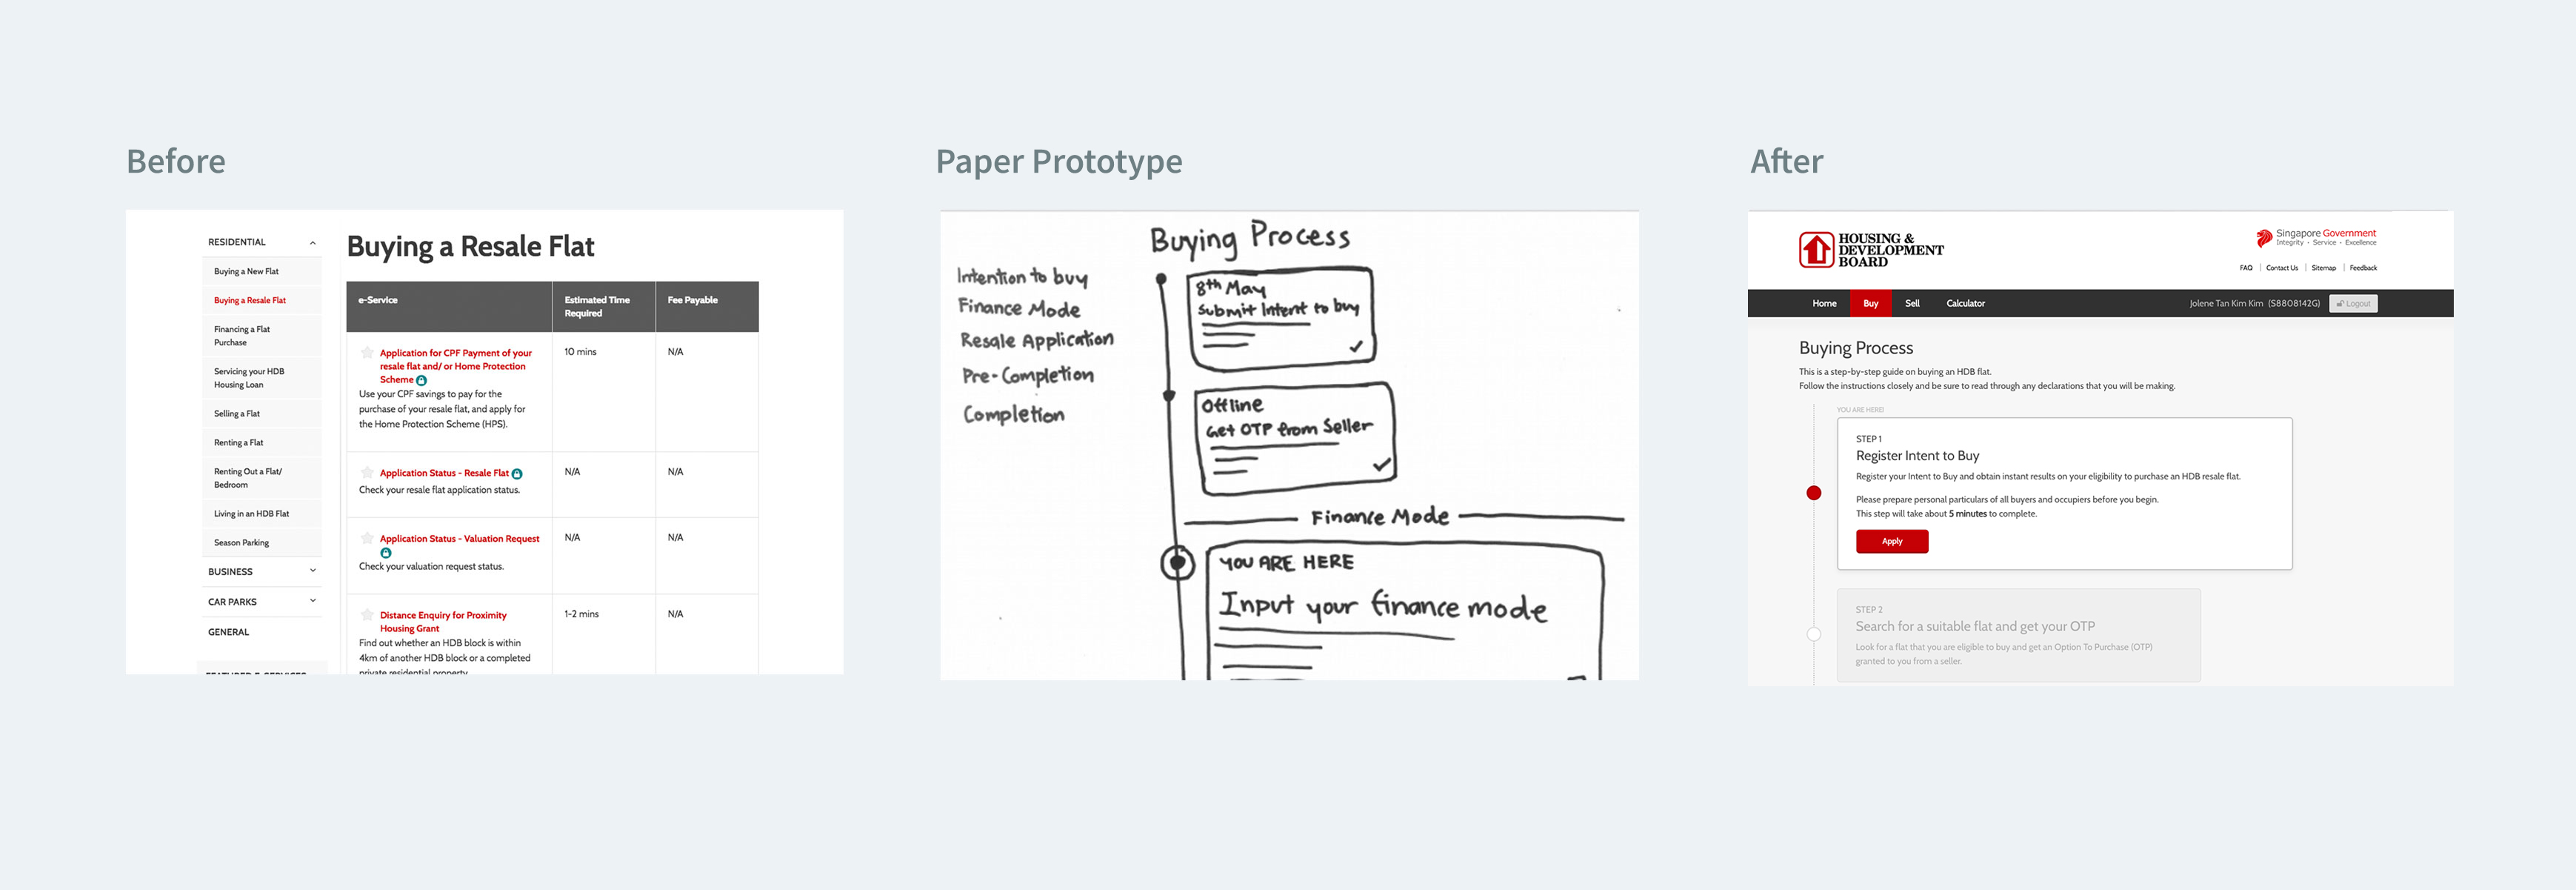 Before
RESIDENTIAL
Buying a New Flat
Buying a Resale Flat
Financing a Flat
Purchase
Servicing your HDB
Housing Loan
Selling a Flat
Renting a Flat
Renting Out a Flat/
Bedroom
Living in an HDB Flat
Season Parking
BUSINESS
CAR PARKS
GENERAL
FEATURED E-SERVICES
Buying a Resale Flat
e-Service
Estimated Time
Required
Fee Payable
Application for CPF Payment of your
resale flat and/ or Home Protection
Scheme
Use your CPF savings to pay for the
purchase of your resale flat, and apply for
the Home Protection Scheme (HPS).
10 mins
N/A
Application Status - Resale Flat
Check your resale flat application status.
N/A
N/A
Application Status - Valuation Request
Check your valuation request status.
N/A
N/A
Distance Enquiry for Proximity
Housing Grant
Find out whether an HDB block is within
4km of another HDB block or a completed
private residential property
1-2 mins
N/A
Paper Prototype
Buying Process
Intention to buy
Finance Mode
Resale Application
Pre-Completion
Completion
8th May
Submit Intent to buy
Offline
Get OTP from Seller
Finance Mode
YOU ARE HERE
Input your finance mode
After
HOUSING &
DEVELOPMENT
BOARD
Singapore Government
Integrity · Service · Excellence
FAQ | Contact Us | Sitemap | Feedback
Home
Buy
Sell
Calculator
Jolene Tan Kim Kim (S8808142G)
Logout
Buying Process
This is a step-by-step guide on buying an HDB flat.
Follow the instructions closely and be sure to read through any declarations that you will be making.
YOU ARE HERE!
STEP 1
Register Intent to Buy
Register your Intent to Buy and obtain instant results on your eligibility to purchase an HDB resale flat.
Please prepare personal particulars of all buyers and occupiers before you begin.
This step will take about 5 minutes to complete.
Apply
STEP 2
Search for a suitable flat and get your OTP
Look for a flat that you are eligible to buy and get an Option To Purchase (OTP)
granted to you from a seller.